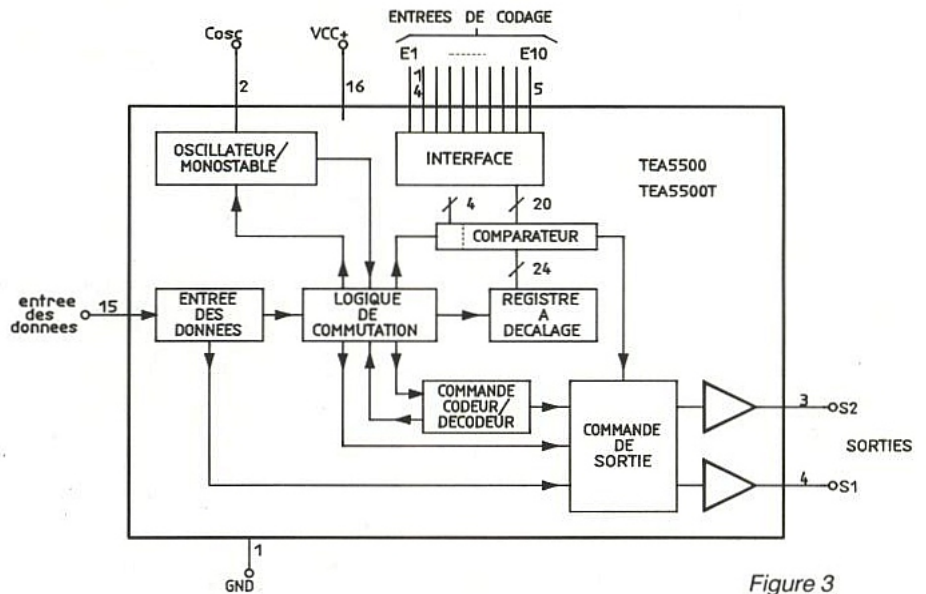 ENTREES DE CODAGE
Cosc
VCC+
E1
E10
2
16
1
4
5
OSCILLATEUR/
MONOSTABLE
INTERFACE
TEA5500
TEA5500T
4
20
COMPARATEUR
24
entree
des
donnees
15
ENTREE
DES
DONNEES
LOGIQUE
DE
COMMUTATION
REGISTRE
A
DECALAGE
COMMANDE
CODEUR/
DECODEUR
COMMANDE
DE
SORTIE
3
S2
SORTIES
4
S1
1
GND
Figure 3